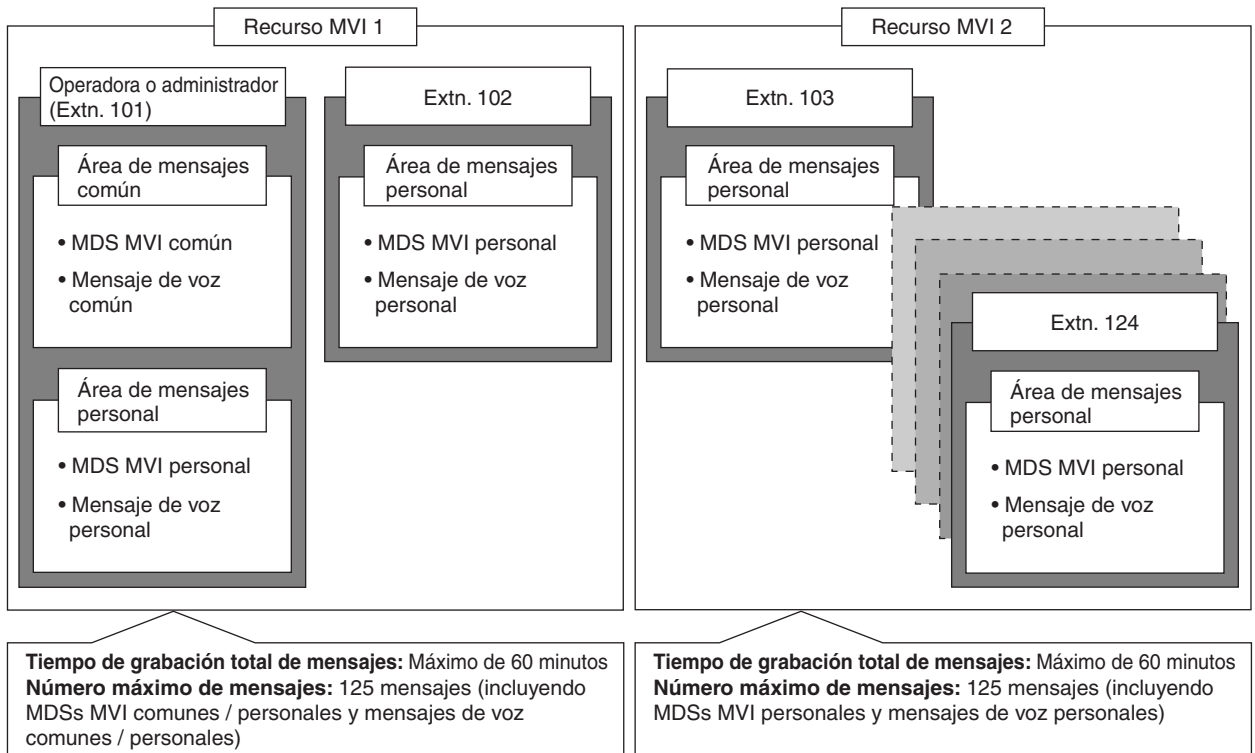 Recurso MVI 1
Operadora o administrador
(Extn. 101)
Área de mensajes
común
• MDS MVI común
• Mensaje de voz
común
Área de mensajes
personal
• MDS MVI personal
• Mensaje de voz
personal
Extn. 102
Área de mensajes
personal
• MDS MVI personal
• Mensaje de voz
personal
Tiempo de grabación total de mensajes: Máximo de 60 minutos
Número máximo de mensajes: 125 mensajes (incluyendo
MDSs MVI comunes / personales y mensajes de voz
comunes / personales)
Recurso MVI 2
Extn. 103
Área de mensajes
personal
• MDS MVI personal
• Mensaje de voz
personal
Extn. 124
Área de mensajes
personal
• MDS MVI personal
• Mensaje de voz
personal
Tiempo de grabación total de mensajes: Máximo de 60 minutos
Número máximo de mensajes: 125 mensajes (incluyendo
MDSs MVI personales y mensajes de voz personales)